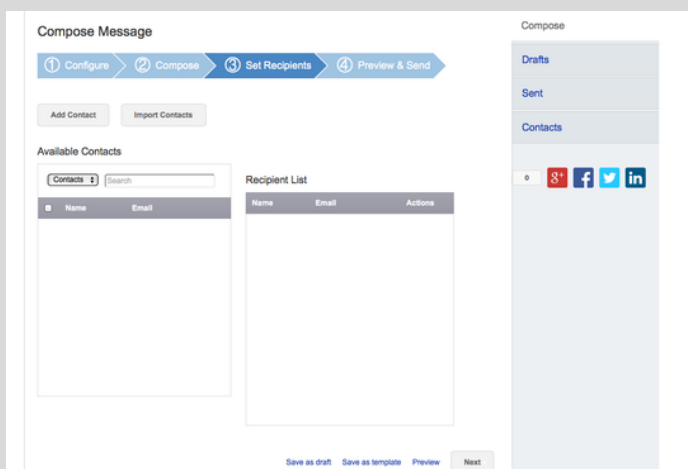 Compose Message
1 Configure 2 Compose 3 Set Recipients 4 Preview & Send
Add Contact Import Contacts
Available Contacts
Contacts Search
Name Email
Recipient List
Name Email Actions
Save as draft Save as template Preview Next
Compose
Drafts
Sent
Contacts
0 g+ f in